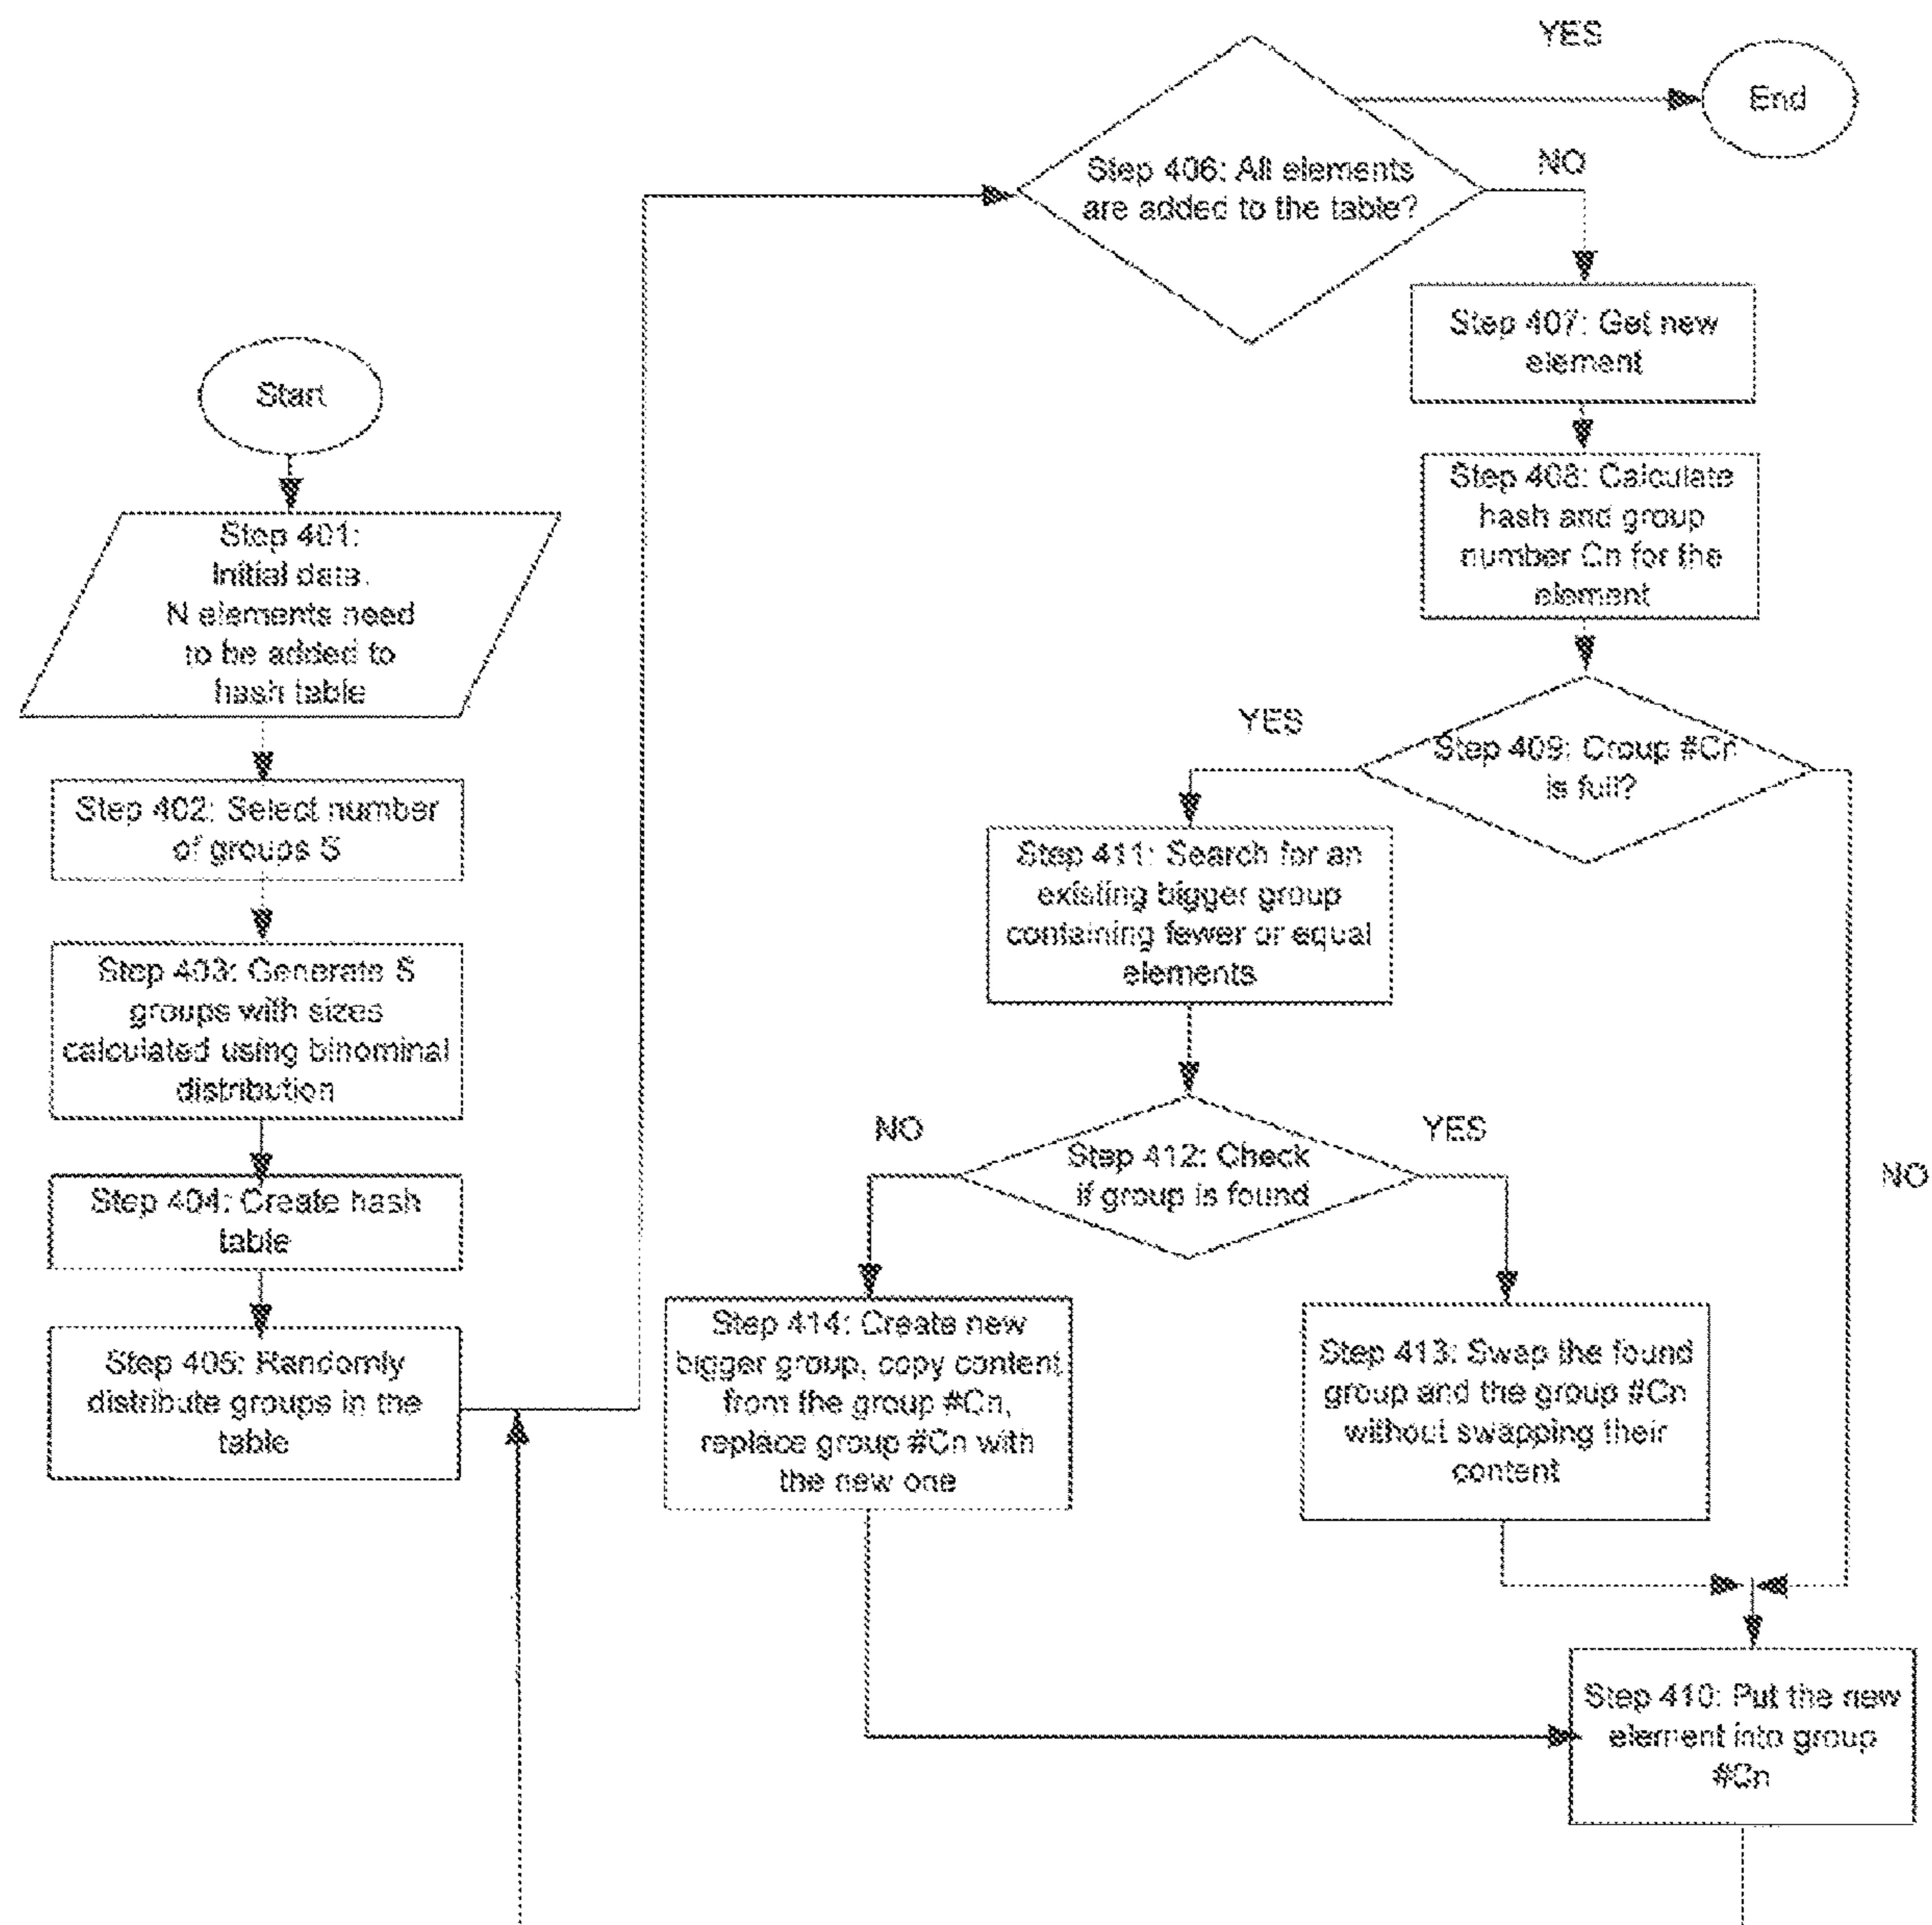 Start
Step 401:
Initial data.
N elements need
to be added to
hash table
Step 402: Select number
of groups S
Step 403: Generate S
groups with sizes
calculated using binominal
distribution
Step 404: Create hash
table
Step 405: Randomly
distribute groups in the
table
Step 406: All elements
are added to the table?
YES
End
NO
Step 407: Get new
element
Step 408: Calculate
hash and group
number Cn for the
element
Step 409: Croup #Cn
is full?
YES
NO
Step 411: Search for an
existing bigger group
containing fewer or equal
elements
Step 412: Check
if group is found
NO
YES
Step 414: Create new
bigger group, copy content
from the group #Cn,
replace group #Cn with
the new one
Step 413: Swap the found
group and the group #Cn
without swapping their
content
Step 410: Put the new
element into group
#Cn